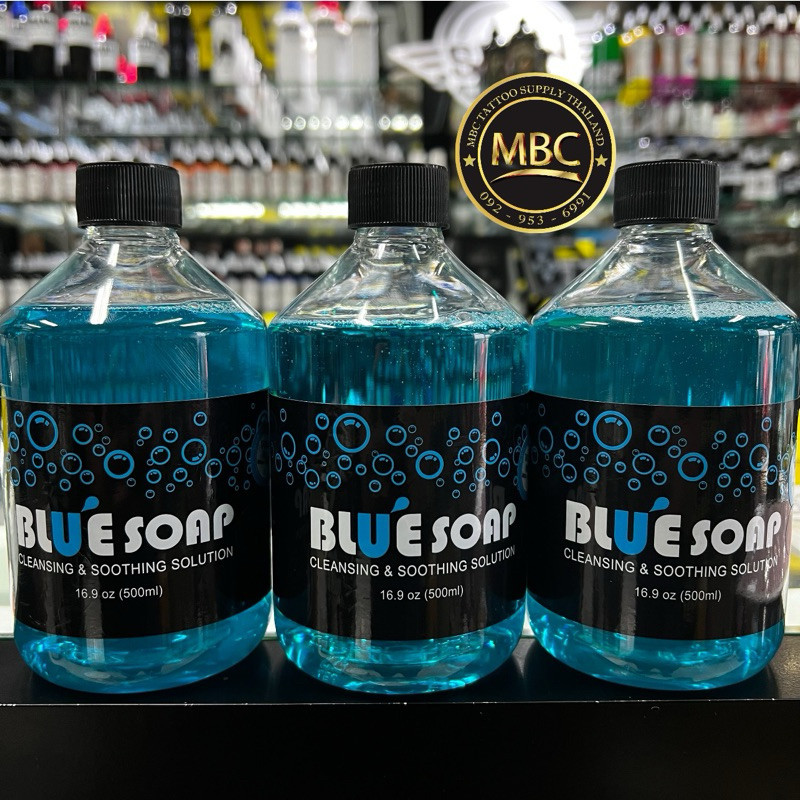 MBC TATTOO SUPPLY THAILAND
MBC
092 - 953 - 6991
BLUE SOAP
CLEANSING & SOOTHING SOLUTION
16.9 oz (500ml)
BLUE SOAP
CLEANSING & SOOTHING SOLUTION
16.9 oz (500ml)
BLUE SOAP
CLEANSING & SOOTHING SOLUTION
16.9 oz (500ml)